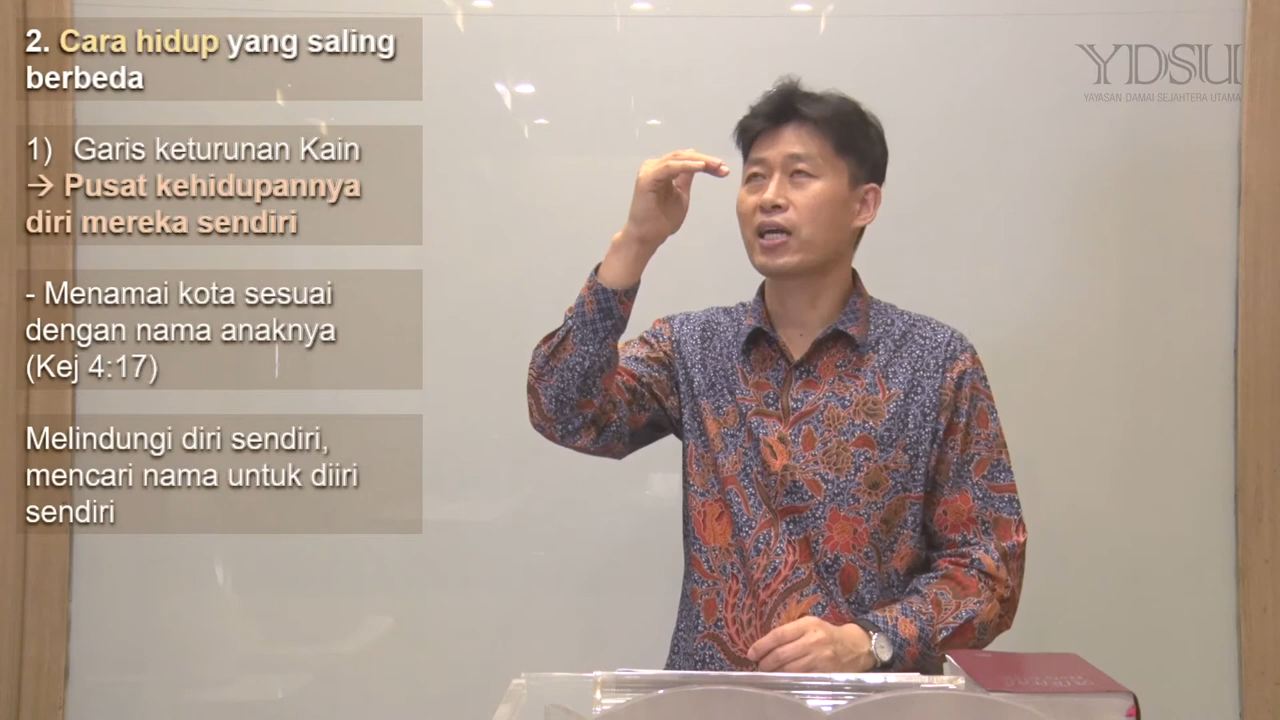 2. Cara hidup yang saling
berbeda
1) Garis keturunan Kain
→ Pusat kehidupannya
diri mereka sendiri
- Menamai kota sesuai
dengan nama anaknya
(Kej 4:17)
Melindungi diri sendiri,
mencari nama untuk diiri
sendiri
YDSU
YAYASAN DAMAI SEJAHTERA UTAMA